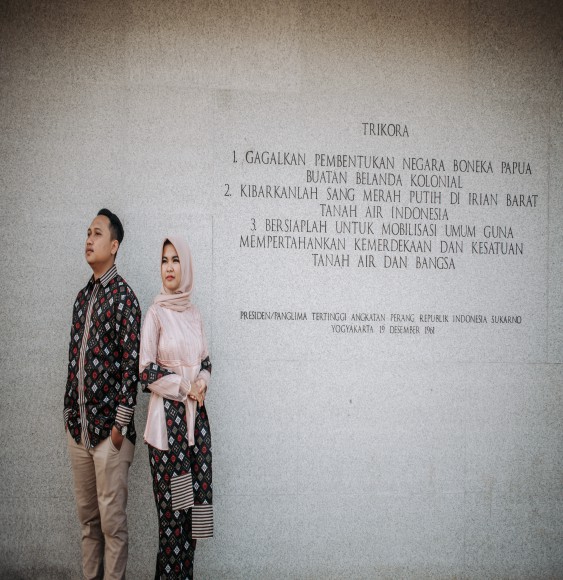 TRIKORA
1. GAGALKAN PEMBENTUKAN NEGARA BONEKA PAPUA
BUATAN BELANDA KOLONIAL
2. KIBARKANLAH SANG MERAH PUTIH DI IRIAN BARAT
TANAH AIR INDONESIA
3. BERSIAPLAH UNTUK MOBILISASI UMUM GUNA
MEMPERTAHANKAN KEMERDEKAAN DAN KESATUAN
TANAH AIR DAN BANGSA
PRESIDEN/PANGLIMA TERTINGGI ANGKATAN PERANG REPUBLIK INDONESIA SUKARNO
YOGYAKARTA 19 DESEMBER 1961